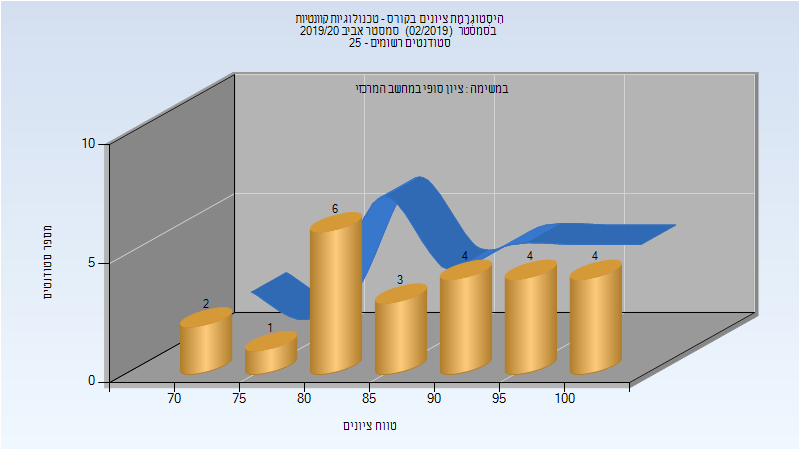 היסטוגרמת ציונים בקורס - טכנולוגיות קוונטיות
בסמסטר (02/2019) סמסטר אביב 2019/20
סטודנטים רשומים - 25
במשימה : ציון סופי במחשב המרכזי
מספר סטודנטים
10
5
0
2
1
6
3
4
4
4
70
75
80
85
90
95
100
טווח ציונים